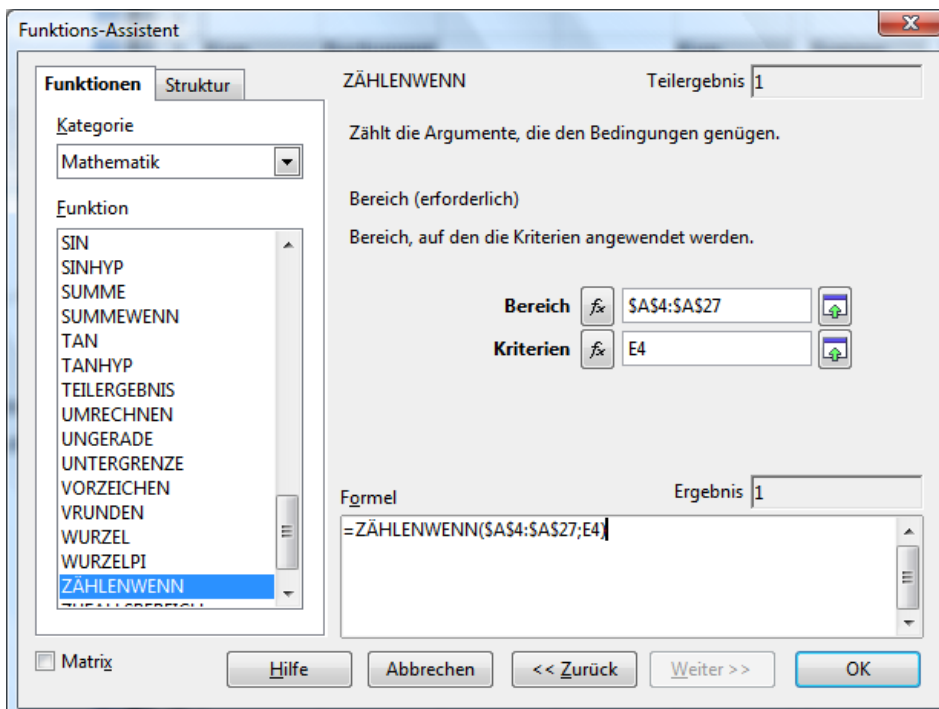 Funktions-Assistent
Funktionen
Struktur
Kategorie
Mathematik
Funktion
SIN
SINHYP
SUMME
SUMMEWENN
TAN
TANHYP
TEILERGEBNIS
UMRECHNEN
UNGERADE
UNTERGRENZE
VORZEICHEN
VRUNDEN
WURZEL
WURZELPI
ZÄHLENWENN
ZÄHLENWENN
Teilergebnis 1
Zählt die Argumente, die den Bedingungen genügen.
Bereich (erforderlich)
Bereich, auf den die Kriterien angewendet werden.
Bereich fx $A$4:$A$27
Kriterien fx E4
Formel
Ergebnis 1
=ZÄHLENWENN($A$4:$A$27;E4)
Matrix
Hilfe
Abbrechen
<< Zurück
Weiter >>
OK